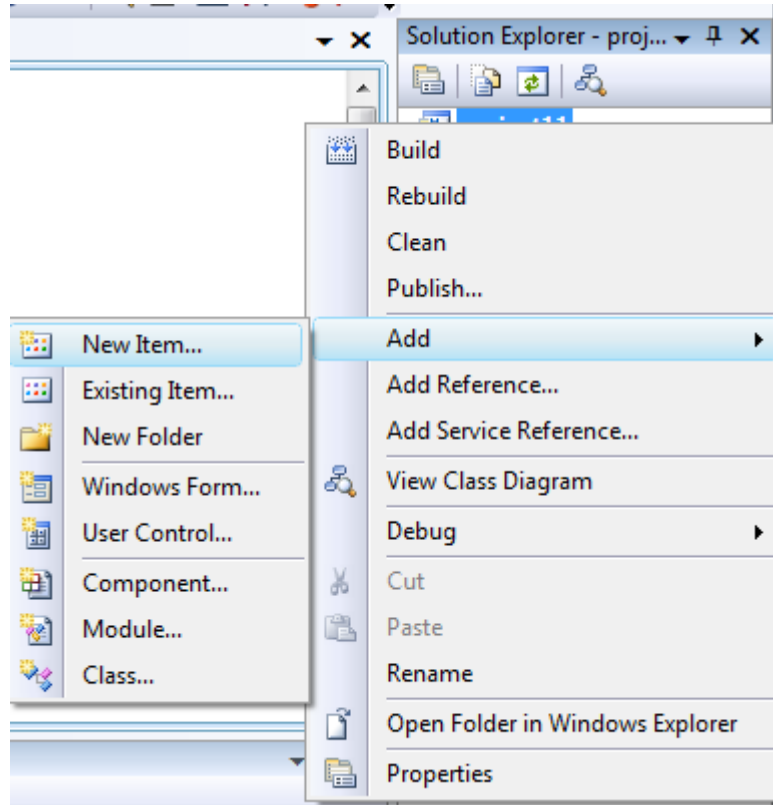 Solution Explorer - proj...
Build
Rebuild
Clean
Publish...
Add
Add Reference...
Add Service Reference...
View Class Diagram
Debug
Cut
Paste
Rename
Open Folder in Windows Explorer
Properties
New Item...
Existing Item...
New Folder
Windows Form...
User Control...
Component...
Module...
Class...